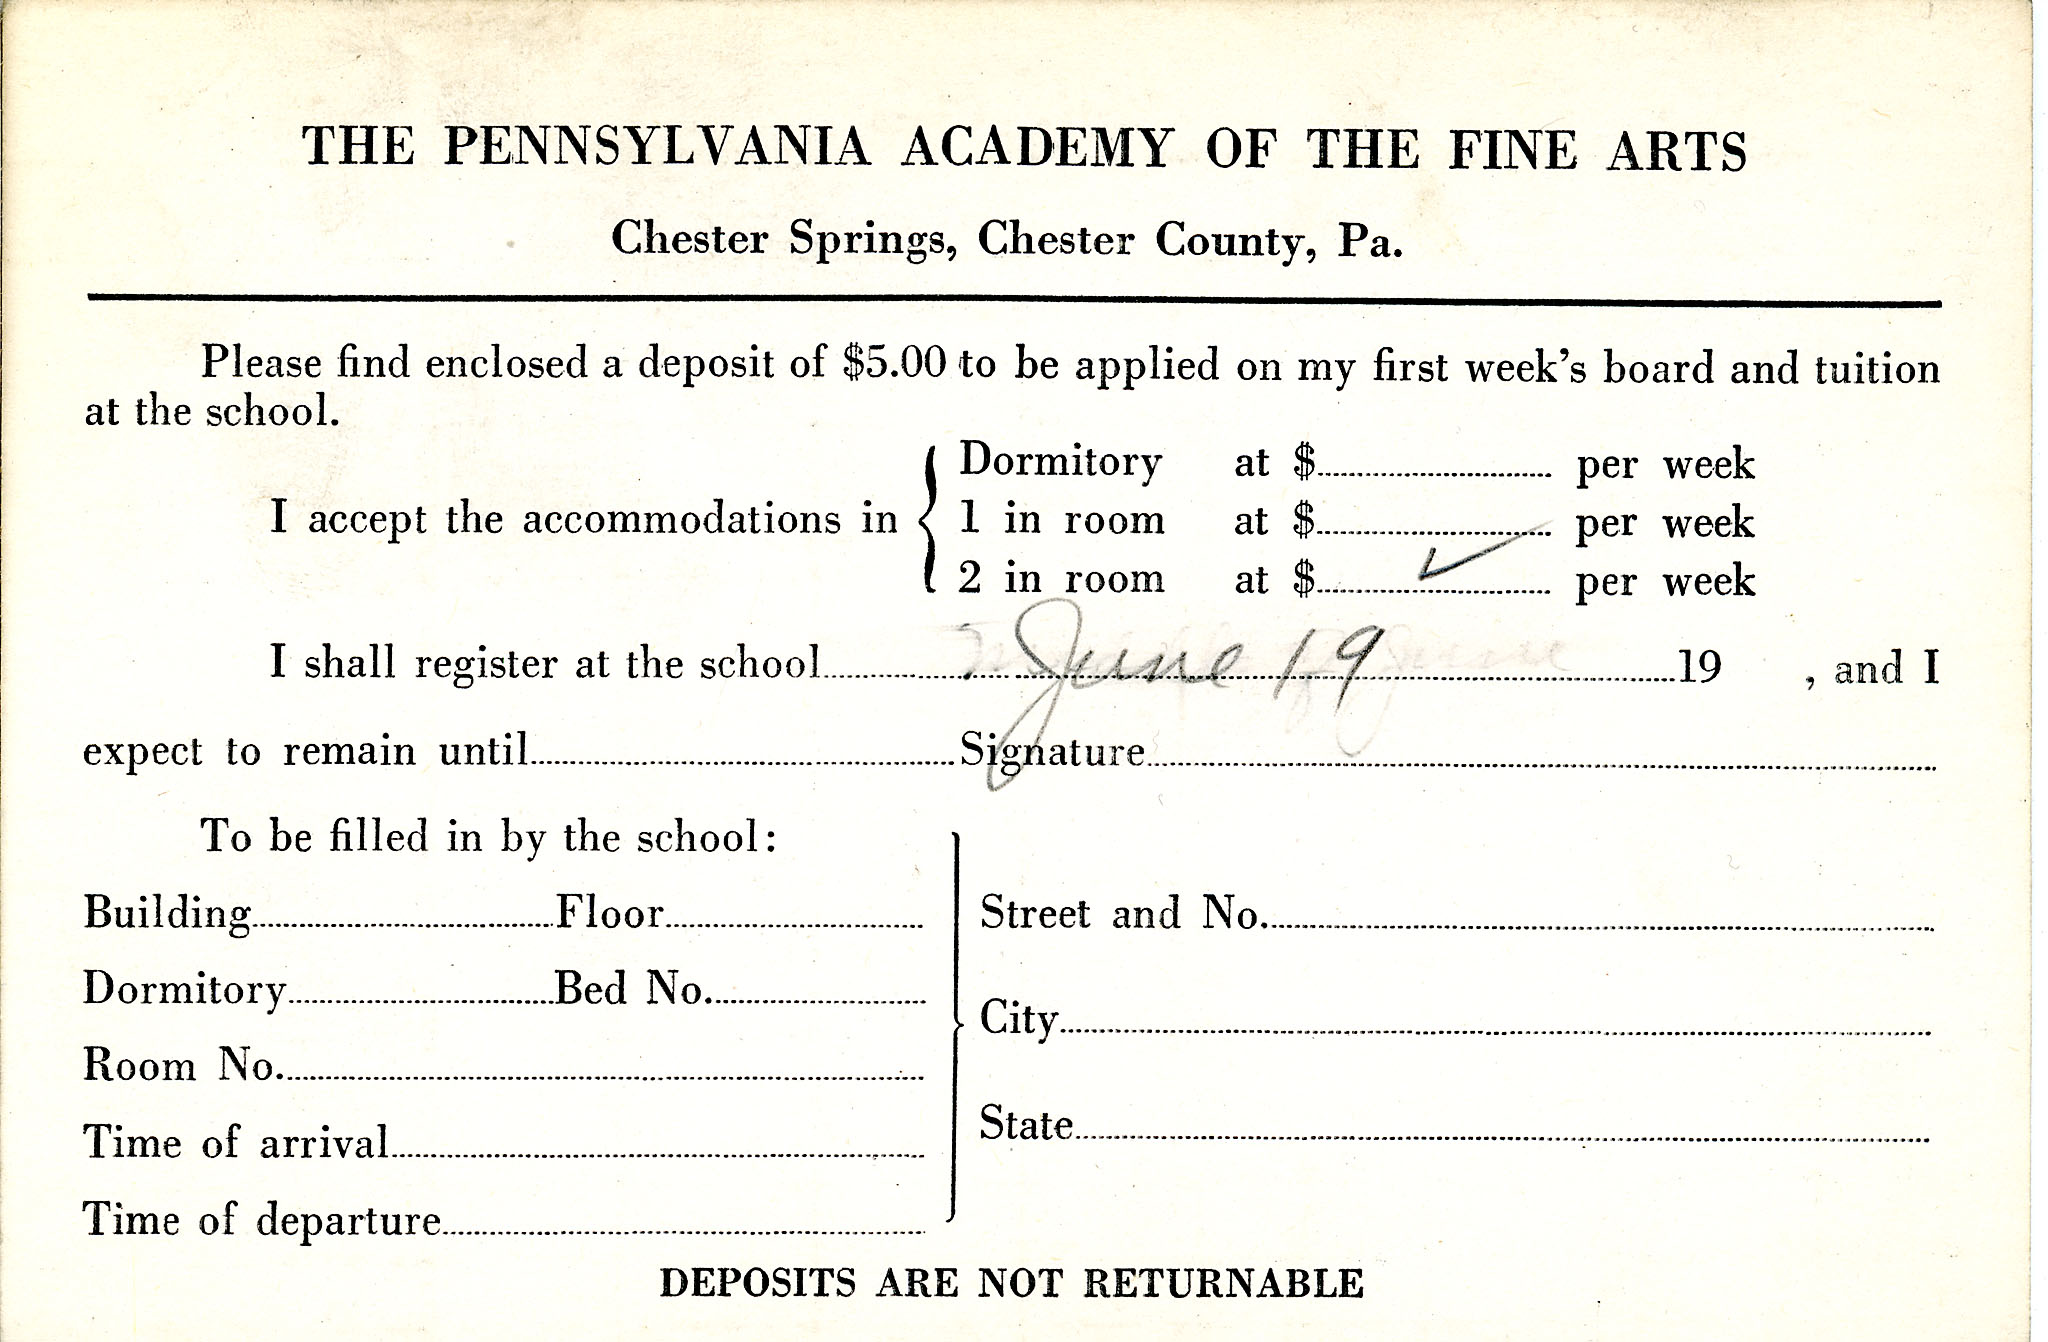 THE PENNSYLVANIA ACADEMY OF THE FINE ARTS
Chester Springs, Chester County, Pa.
Please find enclosed a deposit of $5.00 to be applied on my first week's board and tuition
at the school.
I accept the accommodations in { Dormitory at $ per week
1 in room at $ per week
2 in room at $ ✓ per week
I shall register at the school June 19 19 , and I
expect to remain until Signature
To be filled in by the school:
Building Floor
Dormitory Bed No.
Room No.
Time of arrival
Time of departure
Street and No.
City
State
DEPOSITS ARE NOT RETURNABLE